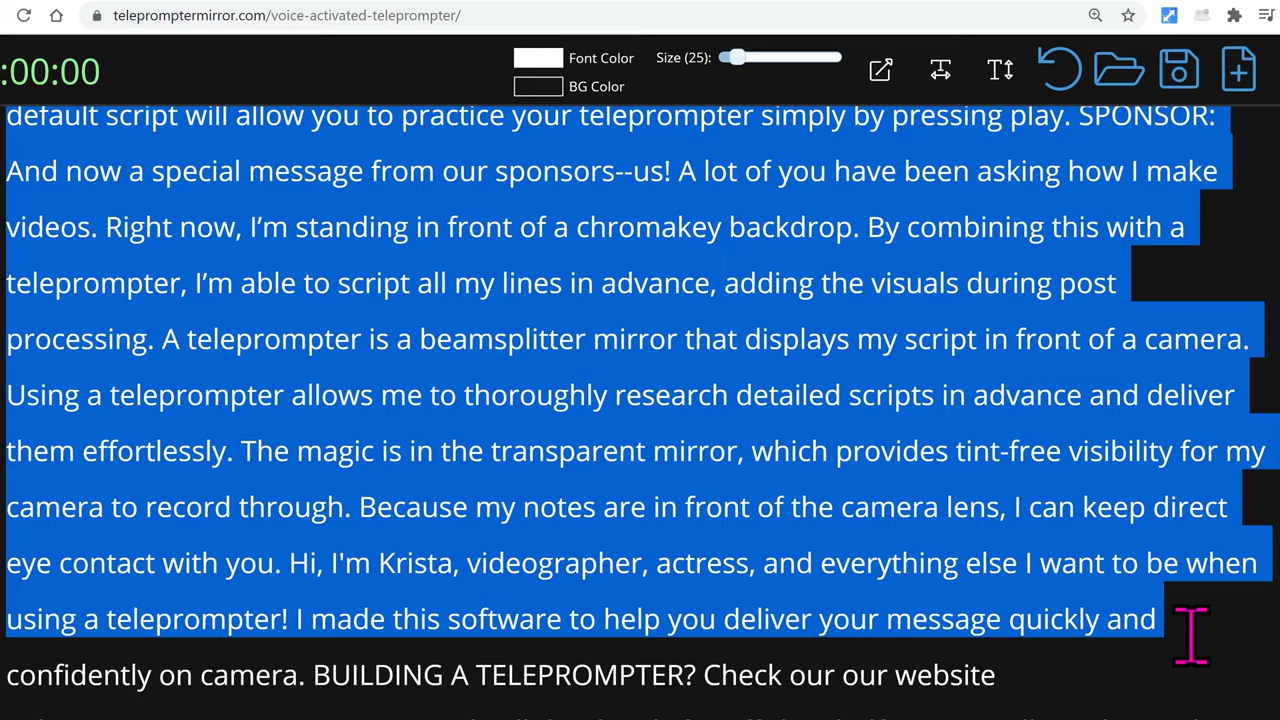 telepromptermirror.com/voice-activated-teleprompter/
:00:00
Font Color
Size (25):
BG Color
default script will allow you to practice your teleprompter simply by pressing play. SPONSOR:
And now a special message from our sponsors--us! A lot of you have been asking how I make
videos. Right now, I’m standing in front of a chromakey backdrop. By combining this with a
teleprompter, I’m able to script all my lines in advance, adding the visuals during post
processing. A teleprompter is a beamsplitter mirror that displays my script in front of a camera.
Using a teleprompter allows me to thoroughly research detailed scripts in advance and deliver
them effortlessly. The magic is in the transparent mirror, which provides tint-free visibility for my
camera to record through. Because my notes are in front of the camera lens, I can keep direct
eye contact with you. Hi, I'm Krista, videographer, actress, and everything else I want to be when
using a teleprompter! I made this software to help you deliver your message quickly and
confidently on camera. BUILDING A TELEPROMPTER? Check our our website